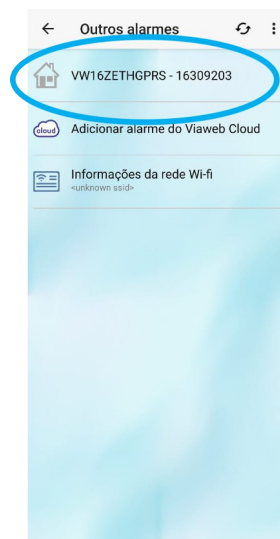 Outros alarmes
VW16ZETHGPRS - 16309203
cloud
Adicionar alarme do Viaweb Cloud
Informações da rede Wi-fi
<unknown ssid>